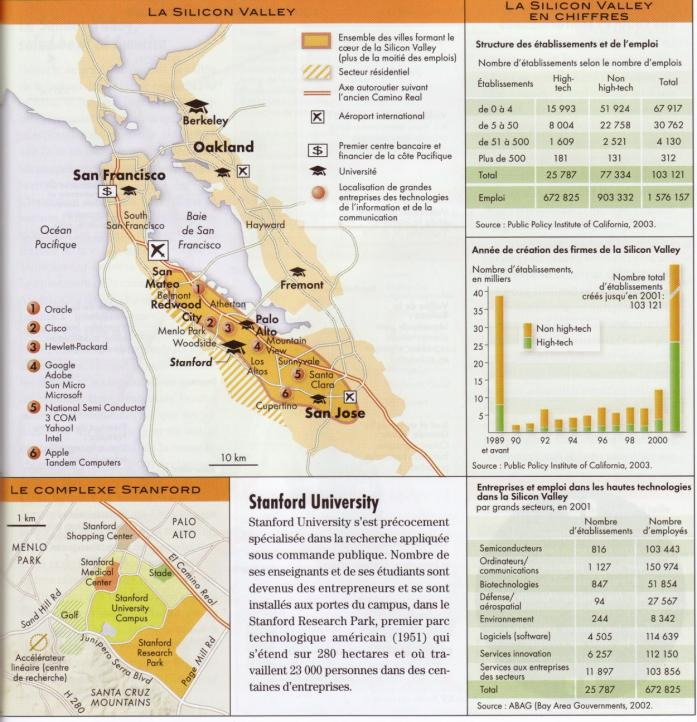 LA SILICON VALLEY
Ensemble des villes formant le
cœur de la Silicon Valley
(plus de la moitié des emplois)
Secteur résidentiel
Axe autoroutier suivant
l'ancien Camino Real
Aéroport international
$ Premier centre bancaire et
financier de la côte Pacifique
Université
Localisation de grandes
entreprises des technologies
de l'information et de la
communication
Berkeley
Oakland
San Francisco
$
South
San Francisco
Océan
Pacifique
Baie
de San
Francisco
Hayward
San
Mateo
Belmont
1
Redwood
City
Atherton
Fremont
2
3
Menlo Park
Palo
Alto
Woodside
4
Mountain
View
Stanford
Los
Altos
Sunnyvale
5
Santa
Clara
6
Cupertino
San Jose
10 km
1 Oracle
2 Cisco
3 Hewlett-Packard
4 Google
Adobe
Sun Micro
Microsoft
5 National Semi Conductor
3 COM
Yahoo!
Intel
6 Apple
Tandem Computers
LA SILICON VALLEY
EN CHIFFRES
Structure des établissements et de l'emploi
Nombre d'établissements selon le nombre d'emplois
Établissements High-tech Non high-tech Total
de 0 à 4 15 993 51 924 67 917
de 5 à 50 8 004 22 758 30 762
de 51 à 500 1 609 2 521 4 130
Plus de 500 181 131 312
Total 25 787 77 334 103 121
Emploi 672 825 903 332 1 576 157
Source : Public Policy Institute of California, 2003.
Année de création des firmes de la Silicon Valley
Nombre d'établissements,
en milliers
Nombre total
d'établissements
créés jusqu'en 2001:
103 121
40
35
30
25
20
15
10
5
Non high-tech
High-tech
1989 90 92 94 96 98 2000
et avant
Source : Public Policy Institute of California, 2003.
LE COMPLEXE STANFORD
1 km
Stanford
Shopping Center
PALO
ALTO
MENLO
PARK
El Camino Real
Stanford
Medical
Center
Stade
Sand Hill Rd
Golf
Stanford
University
Campus
Junipero Serra Blvd
Stanford
Research
Park
Page Mill Rd
Accélérateur
linéaire (centre
de recherche)
H 280
SANTA CRUZ
MOUNTAINS
Stanford University
Stanford University s'est précocement
spécialisée dans la recherche appliquée
sous commande publique. Nombre de
ses enseignants et de ses étudiants sont
devenus des entrepreneurs et se sont
installés aux portes du campus, dans le
Stanford Research Park, premier parc
technologique américain (1951) qui
s'étend sur 280 hectares et où tra-
vaillent 23 000 personnes dans des cen-
taines d'entreprises.
Entreprises et emploi dans les hautes technologies
dans la Silicon Valley
par grands secteurs, en 2001
Nombre d'établissements Nombre d'employés
Semiconducteurs 816 103 443
Ordinateurs/
communications 1 127 150 974
Biotechnologies 847 51 854
Défense/
aérospatial 94 27 567
Environnement 244 8 342
Logiciels (software) 4 505 114 639
Services innovation 6 257 112 150
Services aux entreprises
des secteurs 11 897 103 856
Total 25 787 672 825
Source : ABAG (Bay Area Gouvernments, 2002.